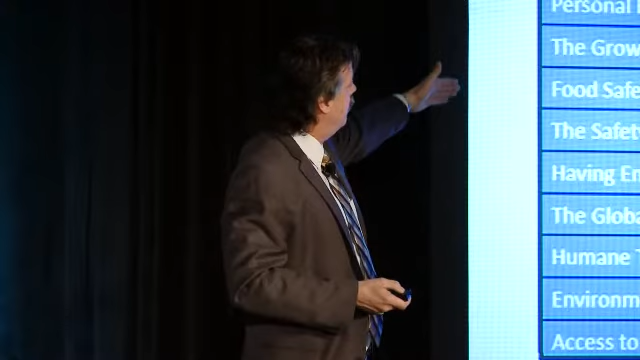 Personal
The Grow
Food Safe
The Safet
Having En
The Globa
Humane
Environm
Access to